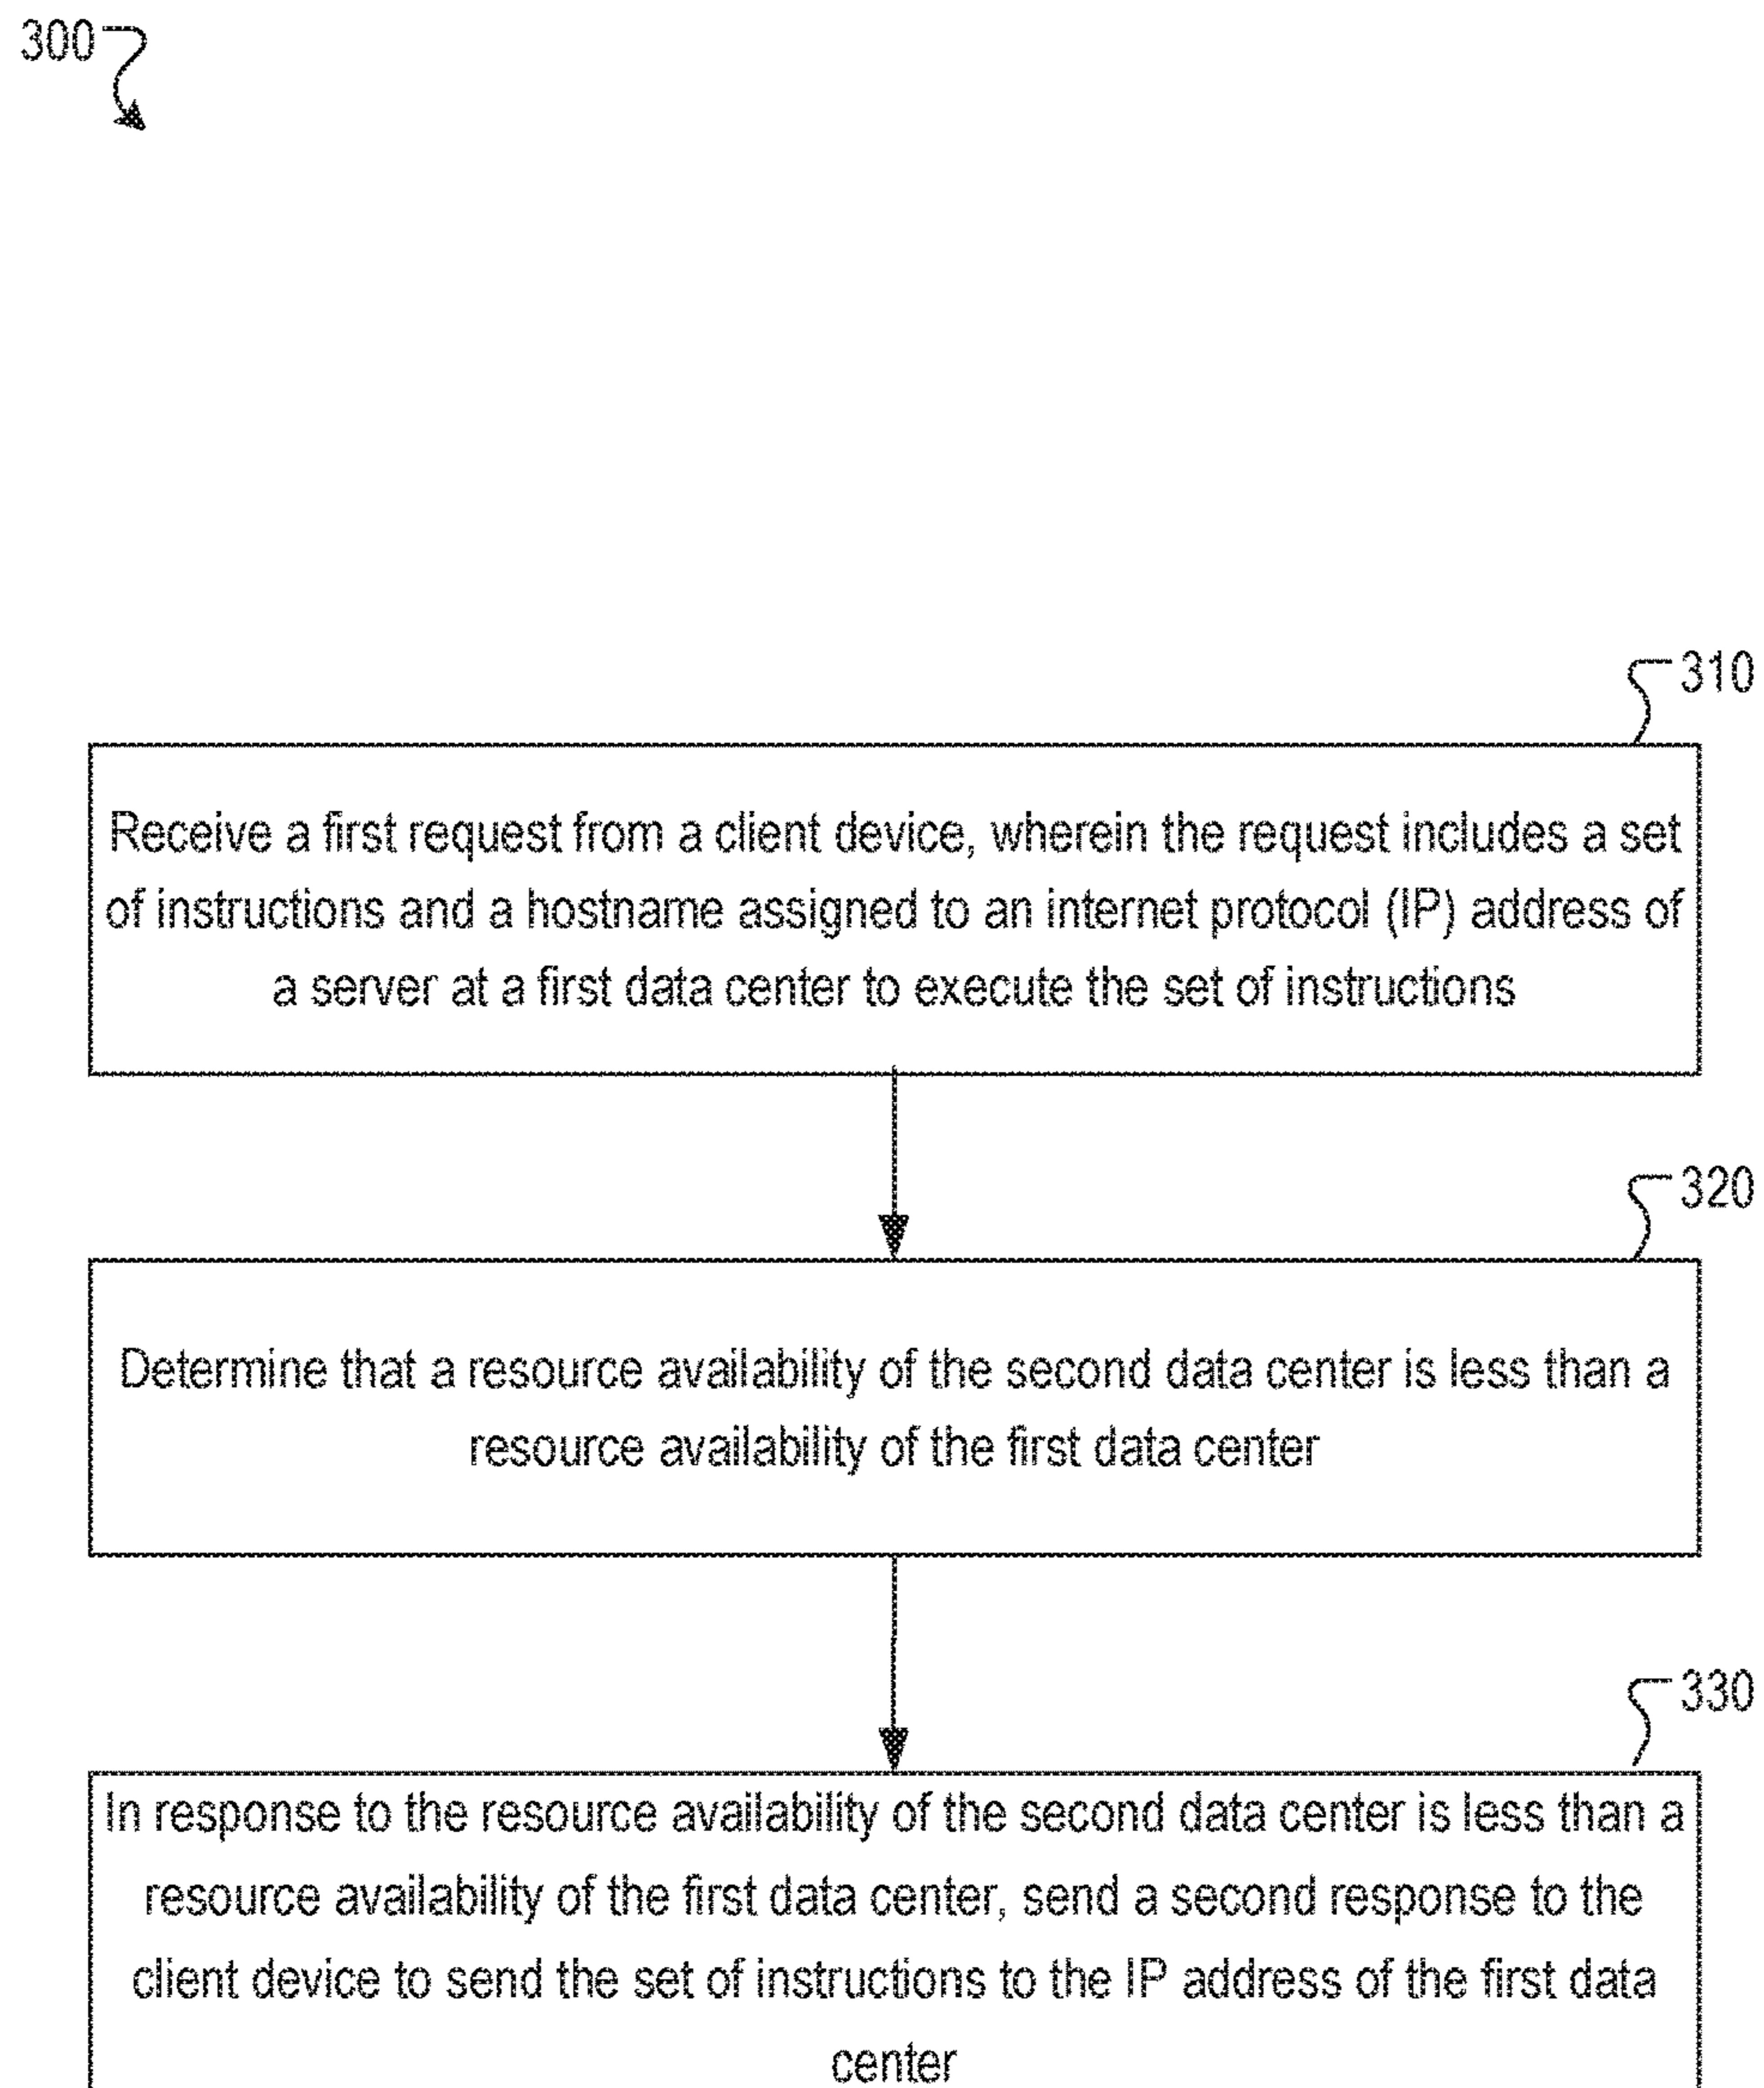 300
310
Receive a first request from a client device, wherein the request includes a set
of instructions and a hostname assigned to an internet protocol (IP) address of
a server at a first data center to execute the set of instructions
320
Determine that a resource availability of the second data center is less than a
resource availability of the first data center
330
In response to the resource availability of the second data center is less than a
resource availability of the first data center, send a second response to the
client device to send the set of instructions to the IP address of the first data
center